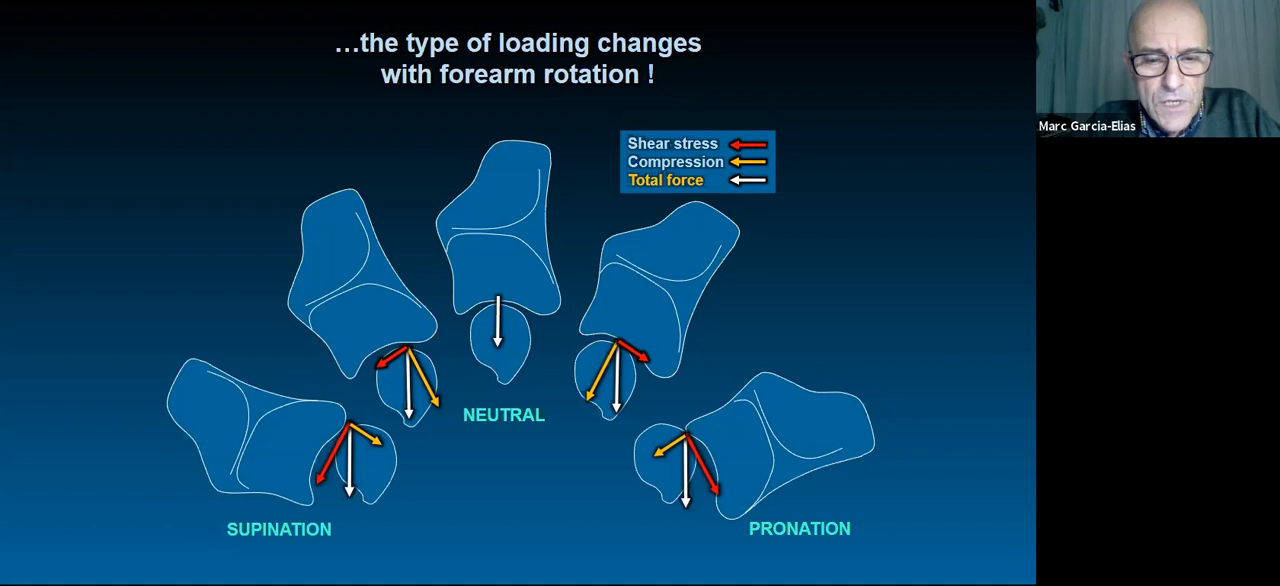 …the type of loading changes
with forearm rotation !
Shear stress
Compression
Total force
NEUTRAL
SUPINATION
PRONATION
Marc Garcia-Elias